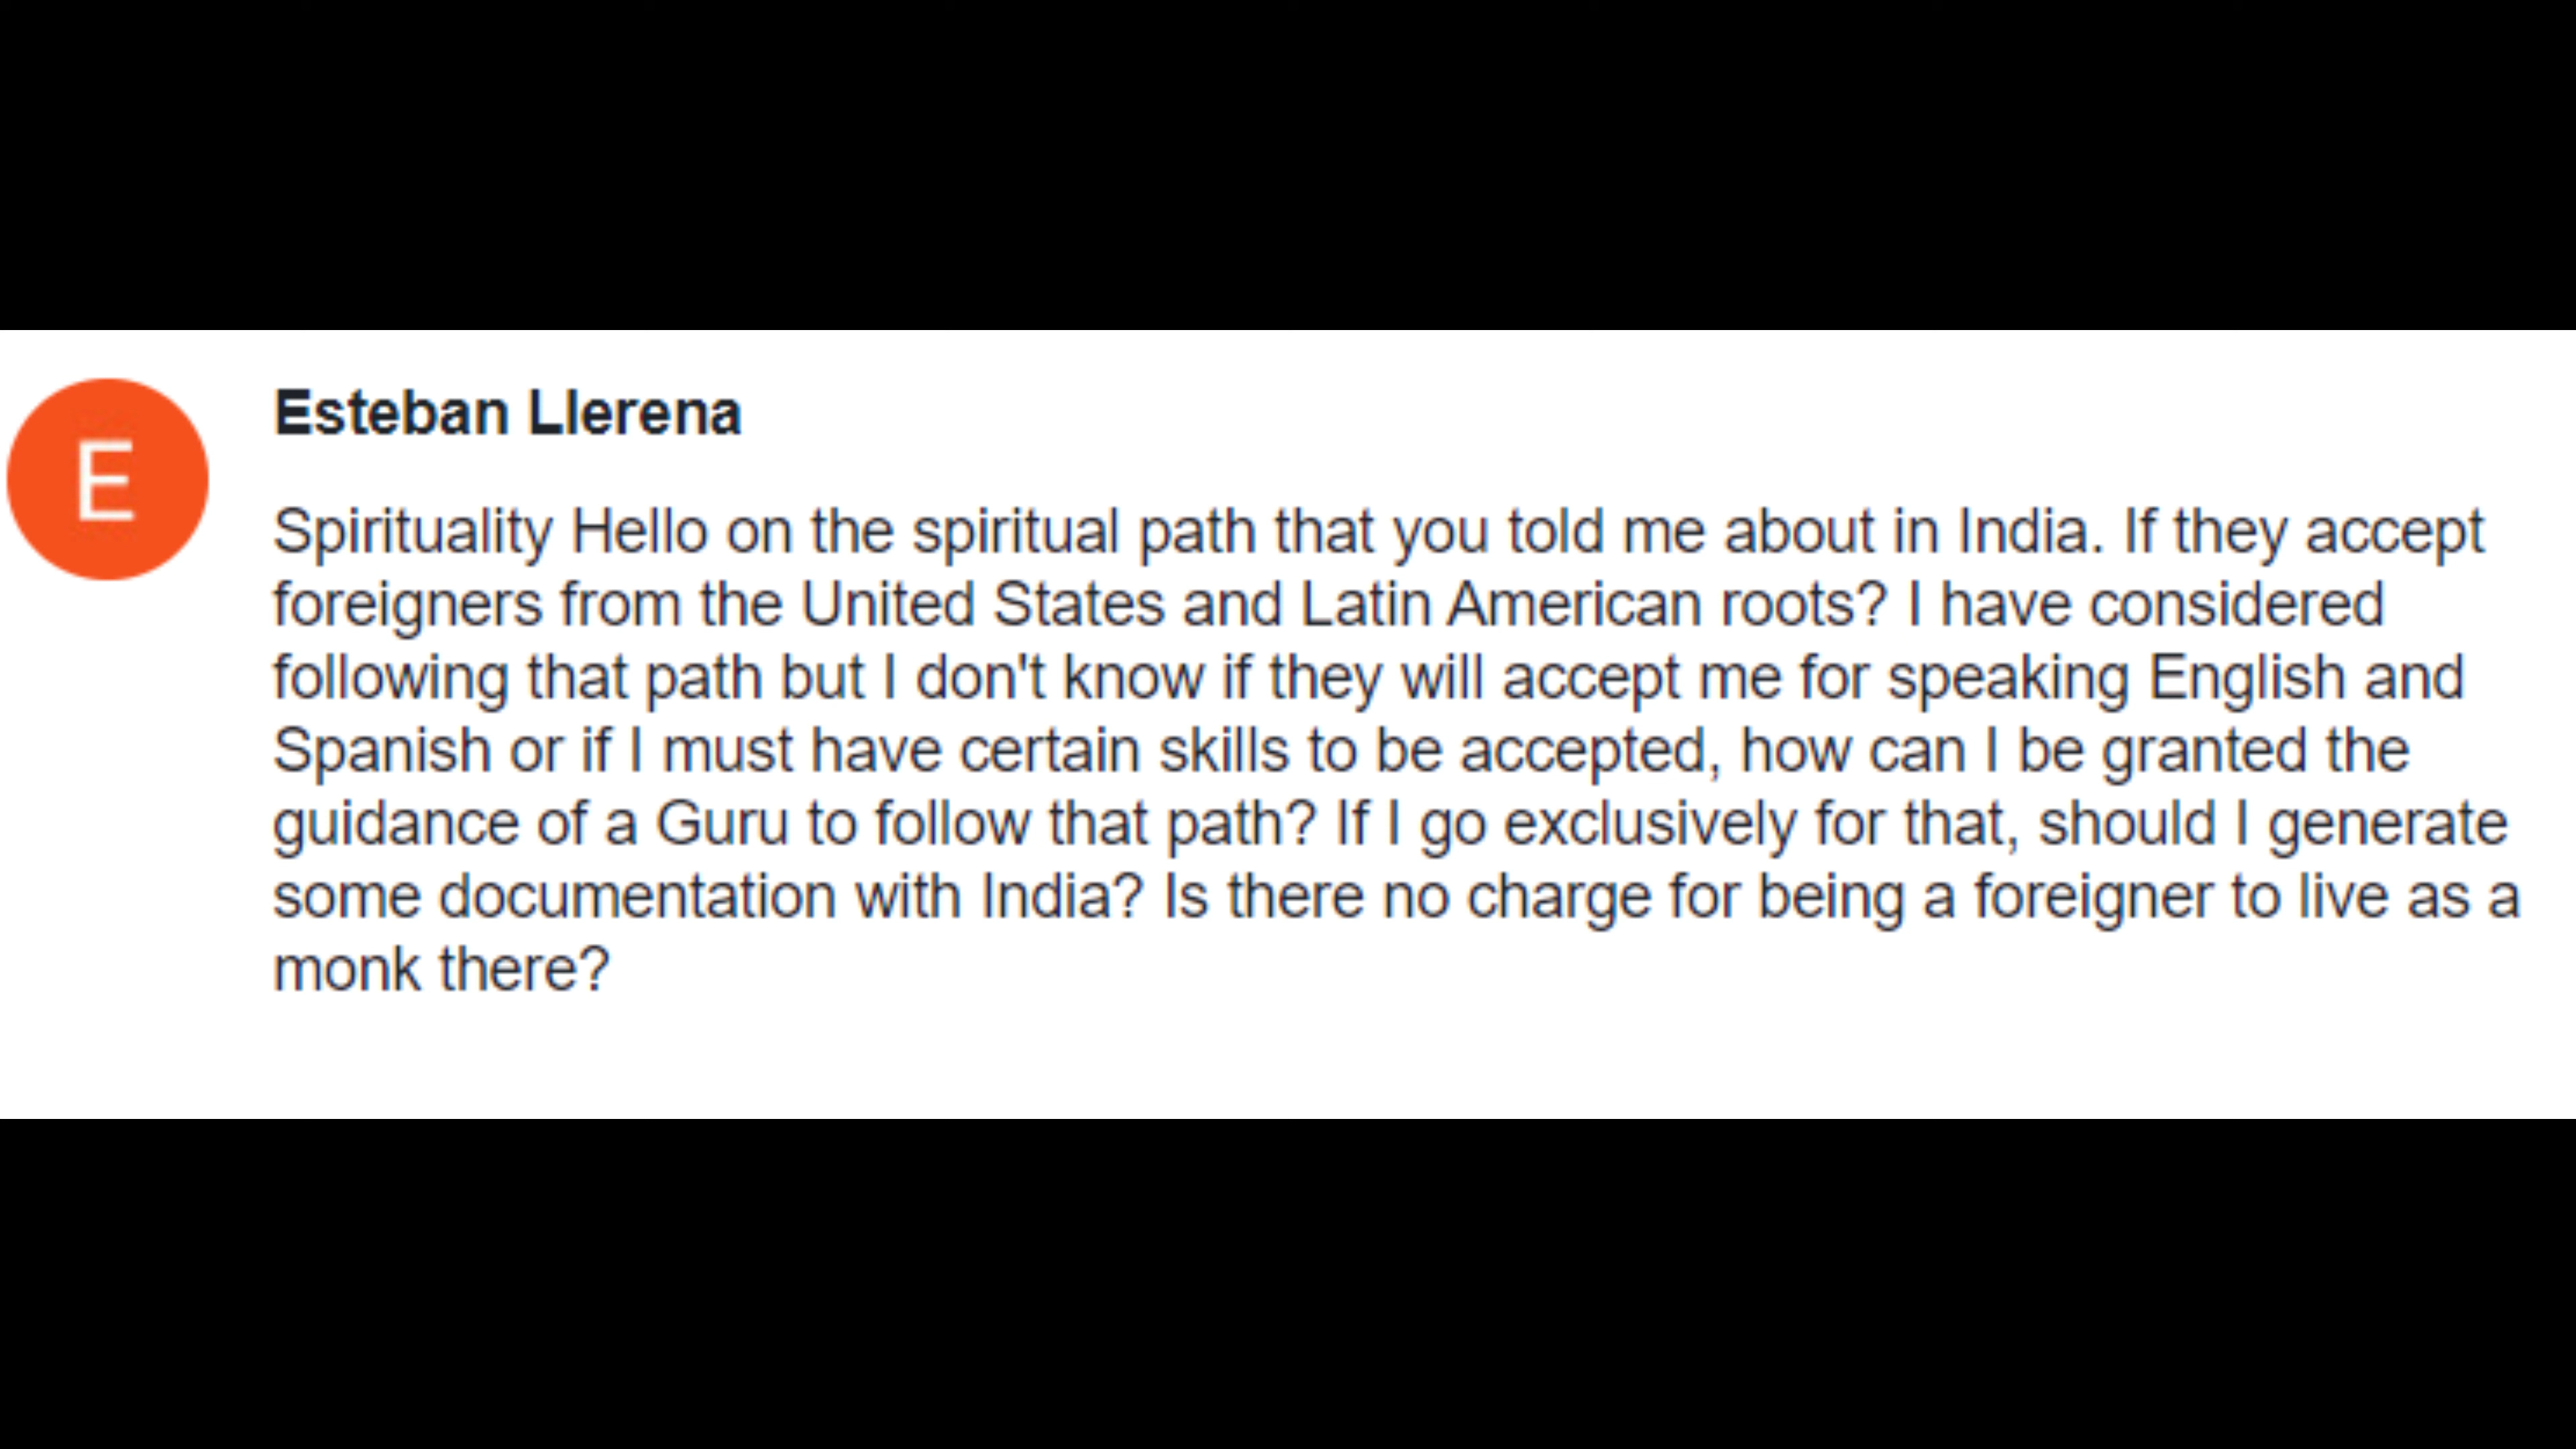 E
Esteban Llerena
Spirituality Hello on the spiritual path that you told me about in India. If they accept
foreigners from the United States and Latin American roots? I have considered
following that path but I don't know if they will accept me for speaking English and
Spanish or if I must have certain skills to be accepted, how can I be granted the
guidance of a Guru to follow that path? If I go exclusively for that, should I generate
some documentation with India? Is there no charge for being a foreigner to live as a
monk there?